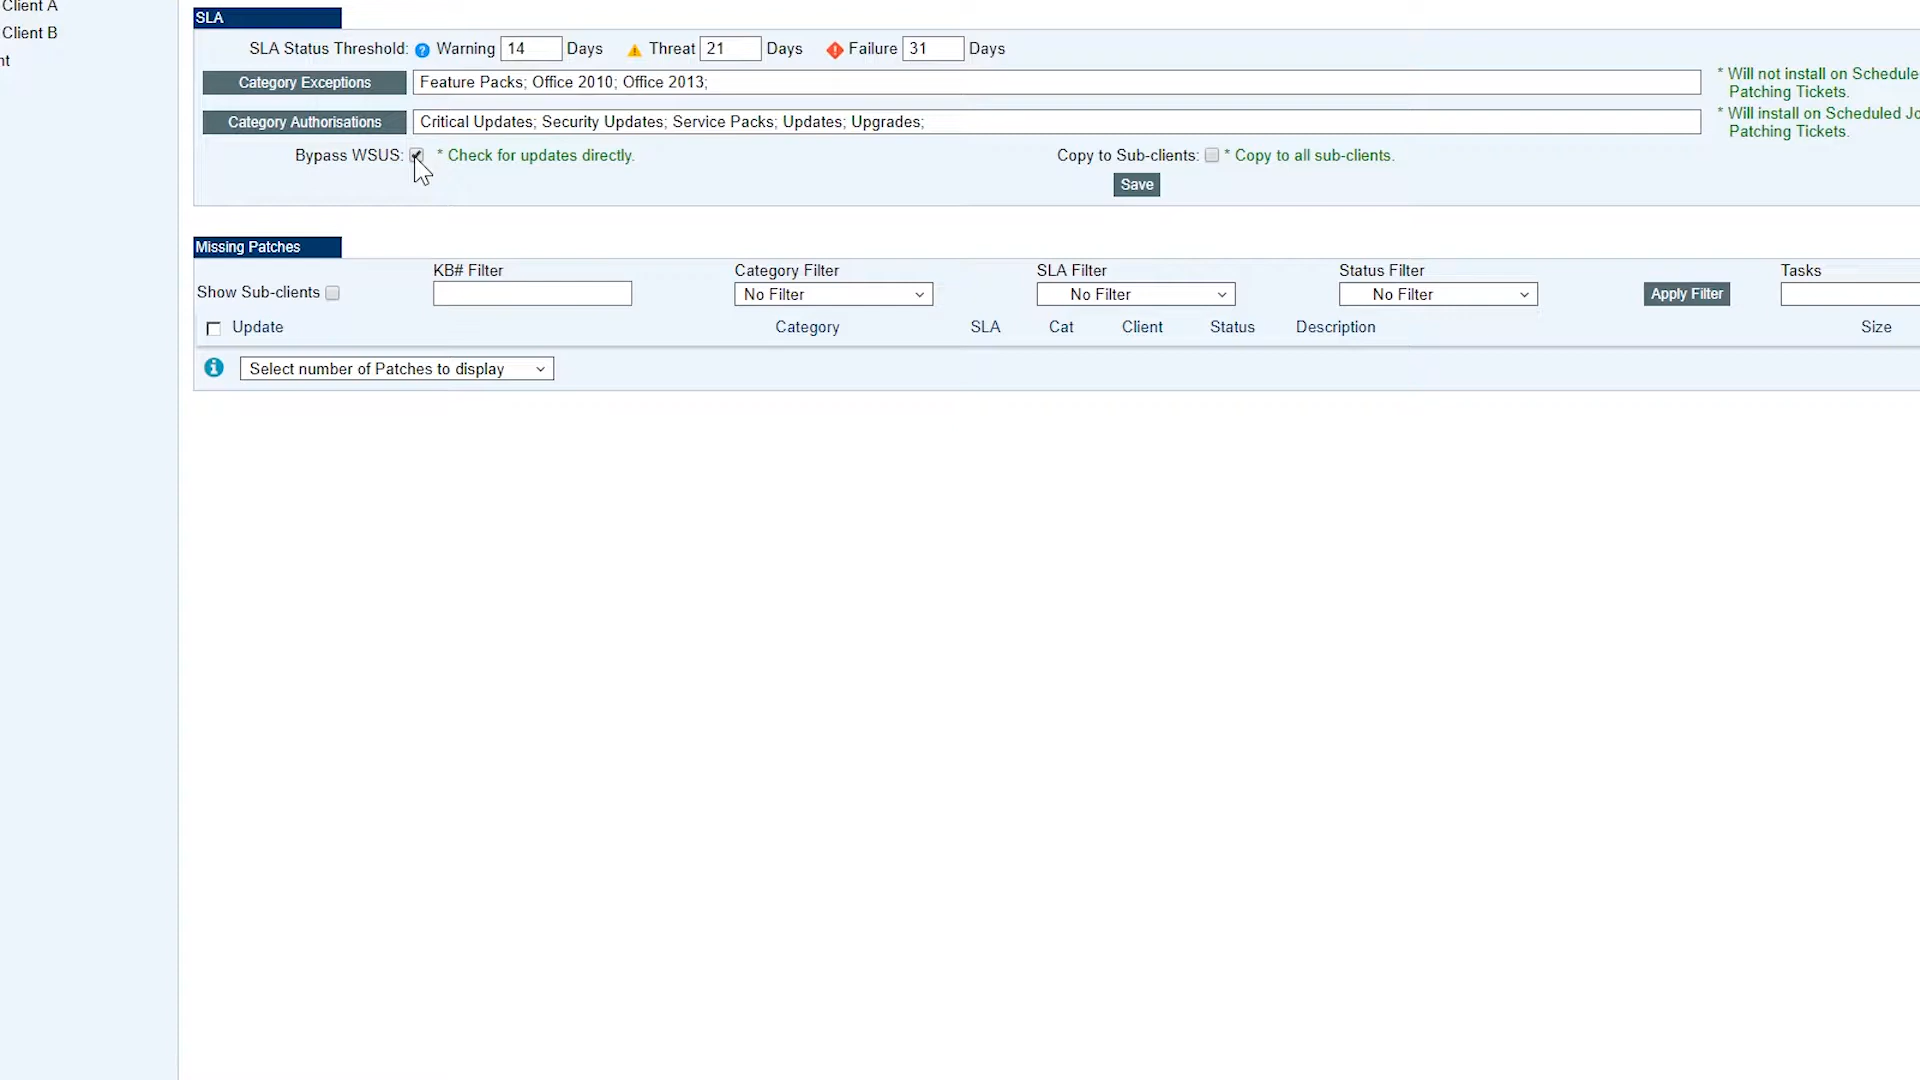 Client A
Client B
nt
SLA
SLA Status Threshold: Warning 14 Days Threat 21 Days Failure 31 Days
Category Exceptions Feature Packs; Office 2010; Office 2013;
* Will not install on Schedule
Patching Tickets.
Category Authorisations Critical Updates; Security Updates; Service Packs; Updates; Upgrades;
* Will install on Scheduled Jo
Patching Tickets.
Bypass WSUS: * Check for updates directly. Copy to Sub-clients: * Copy to all sub-clients.
Save
Missing Patches
KB# Filter Category Filter SLA Filter Status Filter Tasks
Show Sub-clients No Filter No Filter No Filter Apply Filter
Update Category SLA Cat Client Status Description Size
Select number of Patches to display